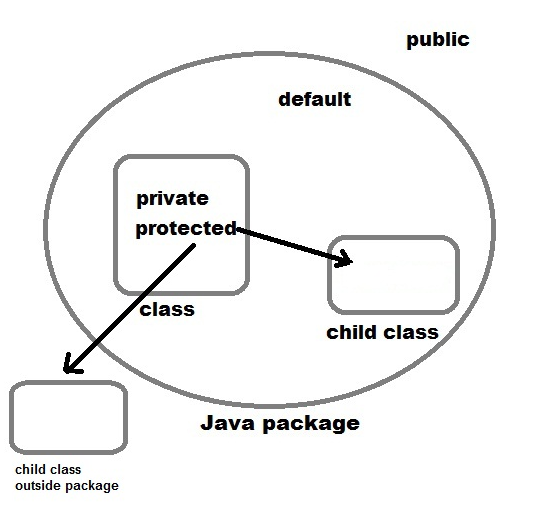 public
default
private
protected
class
child class
Java package
child class
outside package